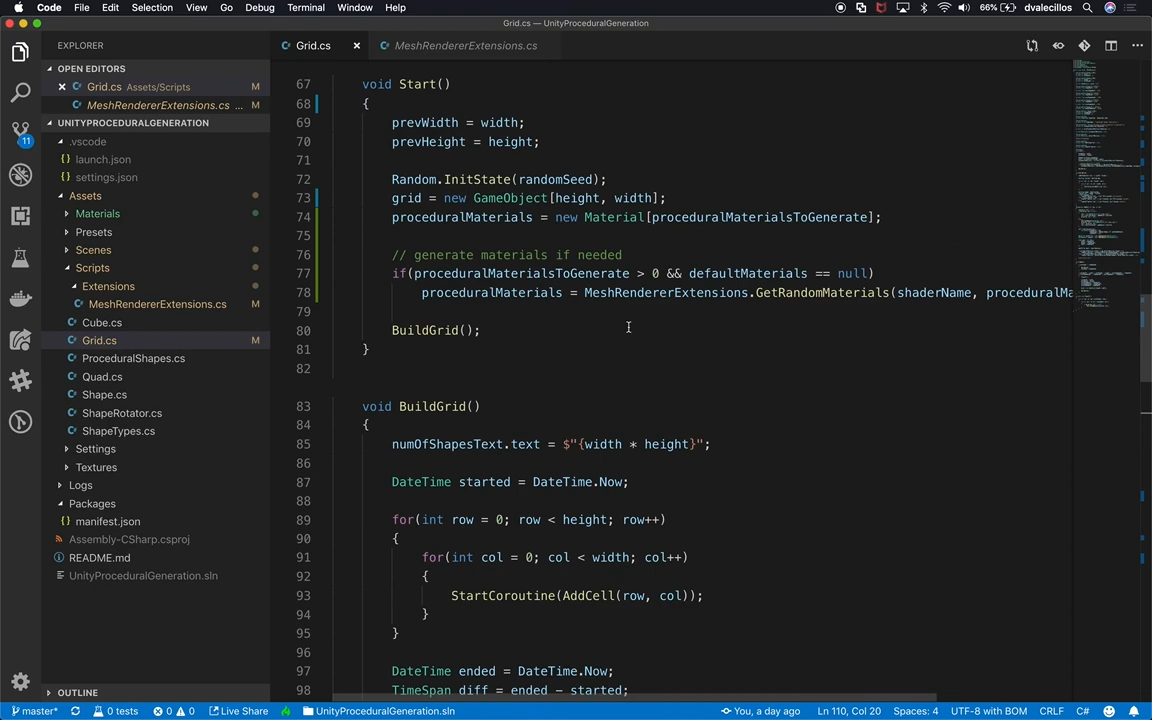 Code File Edit Selection View Go Debug Terminal Window Help
66% dvalecillos
Grid.cs — UnityProceduralGeneration
EXPLORER
Grid.cs
MeshRendererExtensions.cs
OPEN EDITORS
Grid.cs Assets/Scripts M
MeshRendererExtensions.cs ... M
UNITYPROCEDURALGENERATION
.vscode
{} launch.json
{} settings.json
Assets
Materials
Presets
Scenes
Scripts
Extensions
MeshRendererExtensions.cs M
Cube.cs
Grid.cs M
ProceduralShapes.cs
Quad.cs
Shape.cs
ShapeRotator.cs
ShapeTypes.cs
Settings
Textures
Logs
Packages
{} manifest.json
Assembly-CSharp.csproj
README.md
UnityProceduralGeneration.sln
OUTLINE
11
67 void Start()
68 {
69 prevWidth = width;
70 prevHeight = height;
71
72 Random.InitState(randomSeed);
73 grid = new GameObject[height, width];
74 proceduralMaterials = new Material[proceduralMaterialsToGenerate];
75
76 // generate materials if needed
77 if(proceduralMaterialsToGenerate > 0 && defaultMaterials == null)
78 proceduralMaterials = MeshRendererExtensions.GetRandomMaterials(shaderName, proceduralMa
79
80 BuildGrid();
81 }
82
83 void BuildGrid()
84 {
85 numOfShapesText.text = $"{width * height}";
86
87 DateTime started = DateTime.Now;
88
89 for(int row = 0; row < height; row++)
90 {
91 for(int col = 0; col < width; col++)
92 {
93 StartCoroutine(AddCell(row, col));
94 }
95 }
96
97 DateTime ended = DateTime.Now;
98 TimeSpan diff = ended - started;
master* 0 tests 0 0 Live Share UnityProceduralGeneration.sln You, a day ago Ln 110, Col 20 Spaces: 4 UTF-8 with BOM CRLF C#